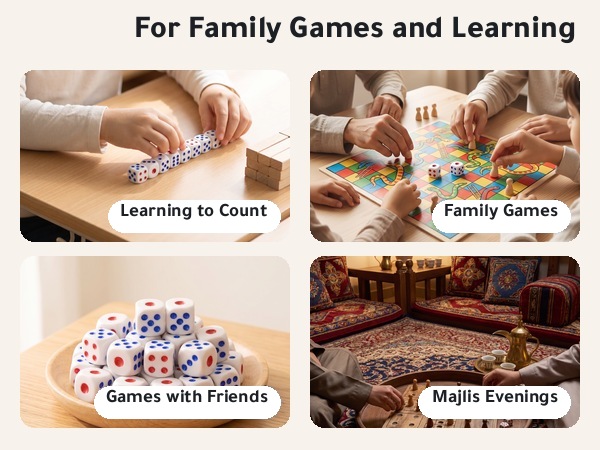 For Family Games and Learning
Learning to Count
Family Games
Games with Friends
Majlis Evenings